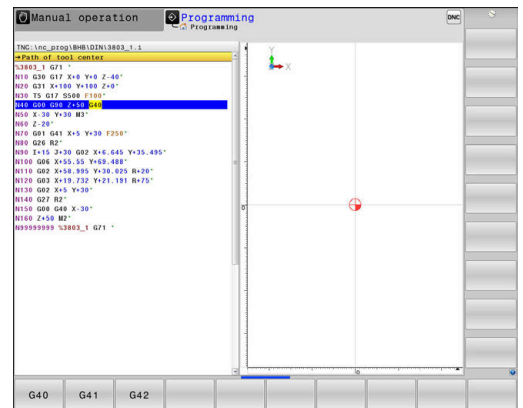 Manual operation
Programming
Programming
DNC
TNC:\nc_prog\BHB\DIN\3803_1.i
→Path of tool center
%3803_1 G71 *
N10 G30 G17 X+0 Y+0 Z-40*
N20 G31 X+100 Y+100 Z+0*
N30 T5 G17 S500 F100*
N40 G00 G90 Z+50 G40
N50 X-30 Y+30 M3*
N60 Z-20*
N70 G01 G41 X+5 Y+30 F250*
N80 G26 R2*
N90 I+15 J+30 G02 X+6.645 Y+35.495*
N100 G06 X+55.55 Y+69.488*
N110 G02 X+58.995 Y+30.025 R+20*
N120 G03 X+19.732 Y+21.191 R+75*
N130 G02 X+5 Y+30*
N140 G27 R2*
N150 G00 G40 X-30*
N160 Z+50 M2*
N99999999 %3803_1 G71 *
Y
X
0
0
G40 G41 G42